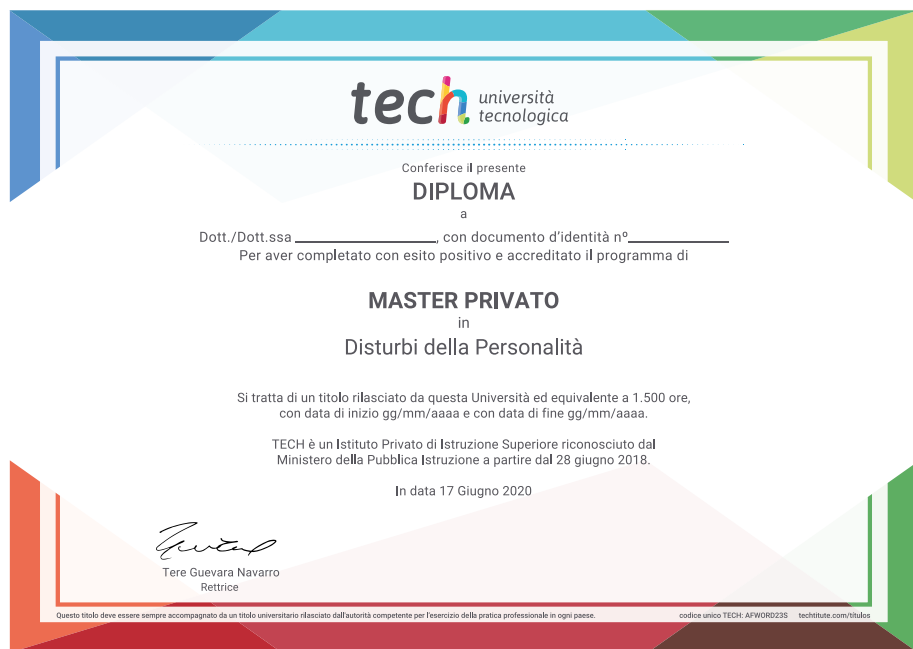 tech università
tecnologica
Conferisce il presente
DIPLOMA
a
Dott./Dott.ssa ________________, con documento d'identità nº____________
Per aver completato con esito positivo e accreditato il programma di
MASTER PRIVATO
in
Disturbi della Personalità
Si tratta di un titolo rilasciato da questa Università ed equivalente a 1.500 ore,
con data di inizio gg/mm/aaaa e con data di fine gg/mm/aaaa.
TECH è un Istituto Privato di Istruzione Superiore riconosciuto dal
Ministero della Pubblica Istruzione a partire dal 28 giugno 2018.
In data 17 Giugno 2020
Tere Guevara Navarro
Rettrice
Questo titolo deve essere sempre accompagnato da un titolo universitario rilasciato dall'autorità competente per l'esercizio della pratica professionale in ogni paese. codice unico TECH: AFWORD23S techtitute.com/titulos